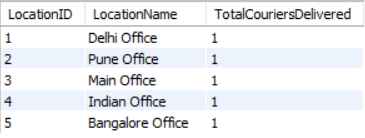 LocationID LocationName TotalCouriersDelivered
1 Delhi Office 1
2 Pune Office 1
3 Main Office 1
4 Indian Office 1
5 Bangalore Office 1